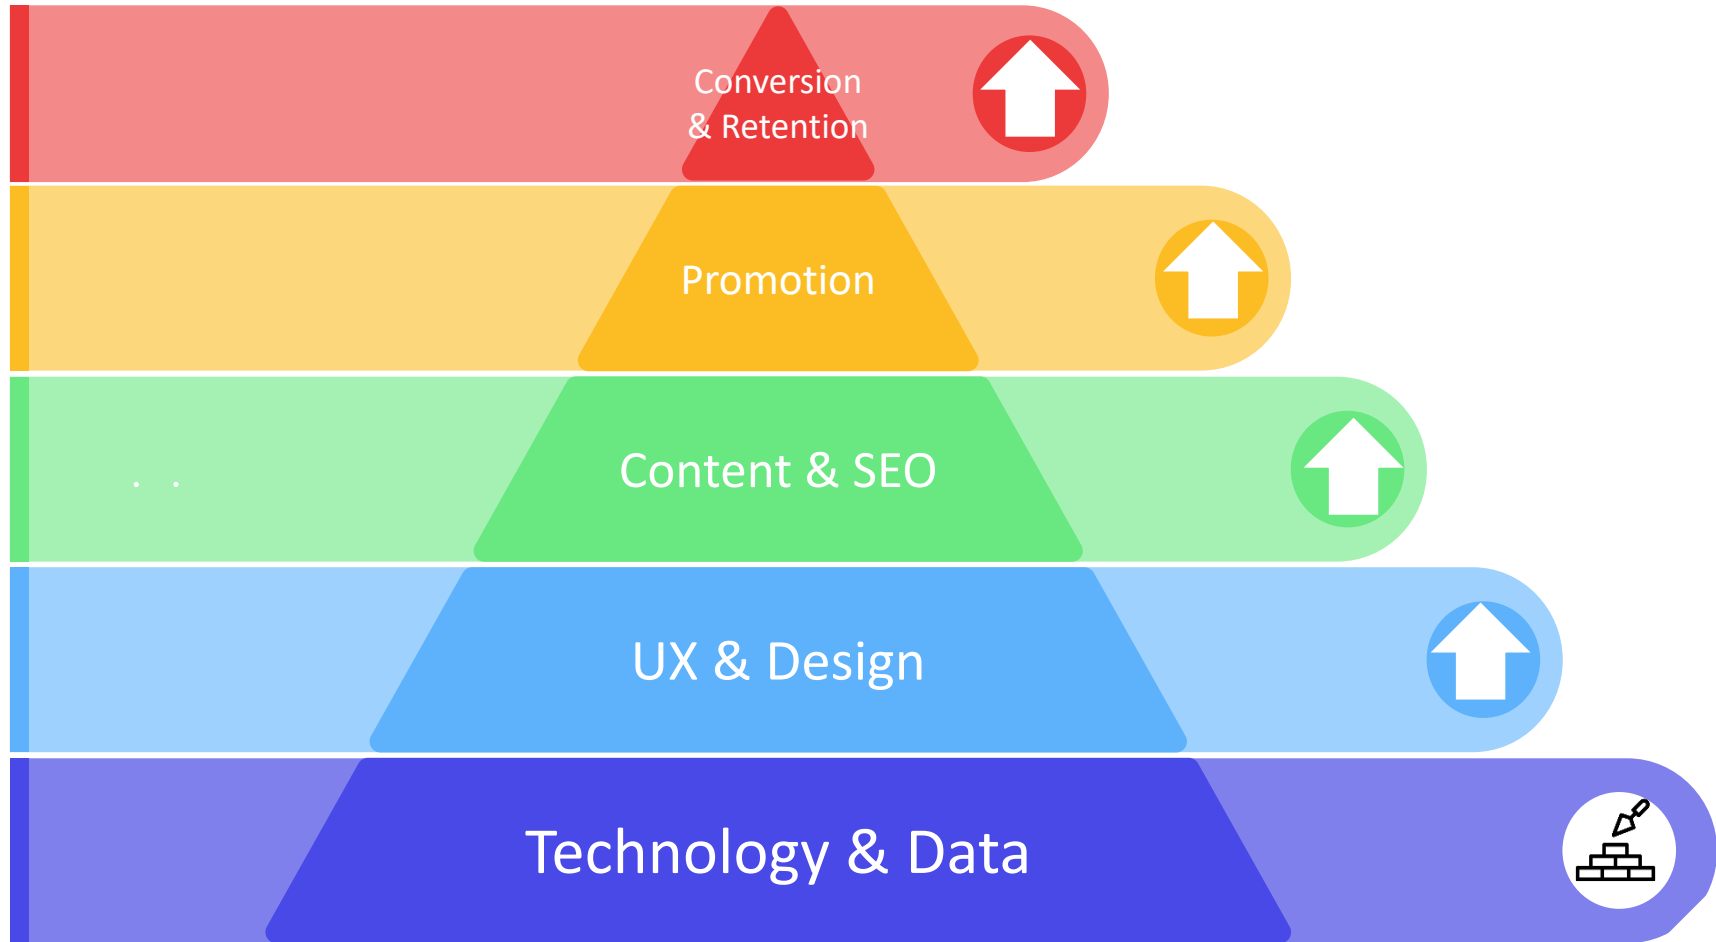 Conversion
& Retention
Promotion
Content & SEO
. .
UX & Design
Technology & Data